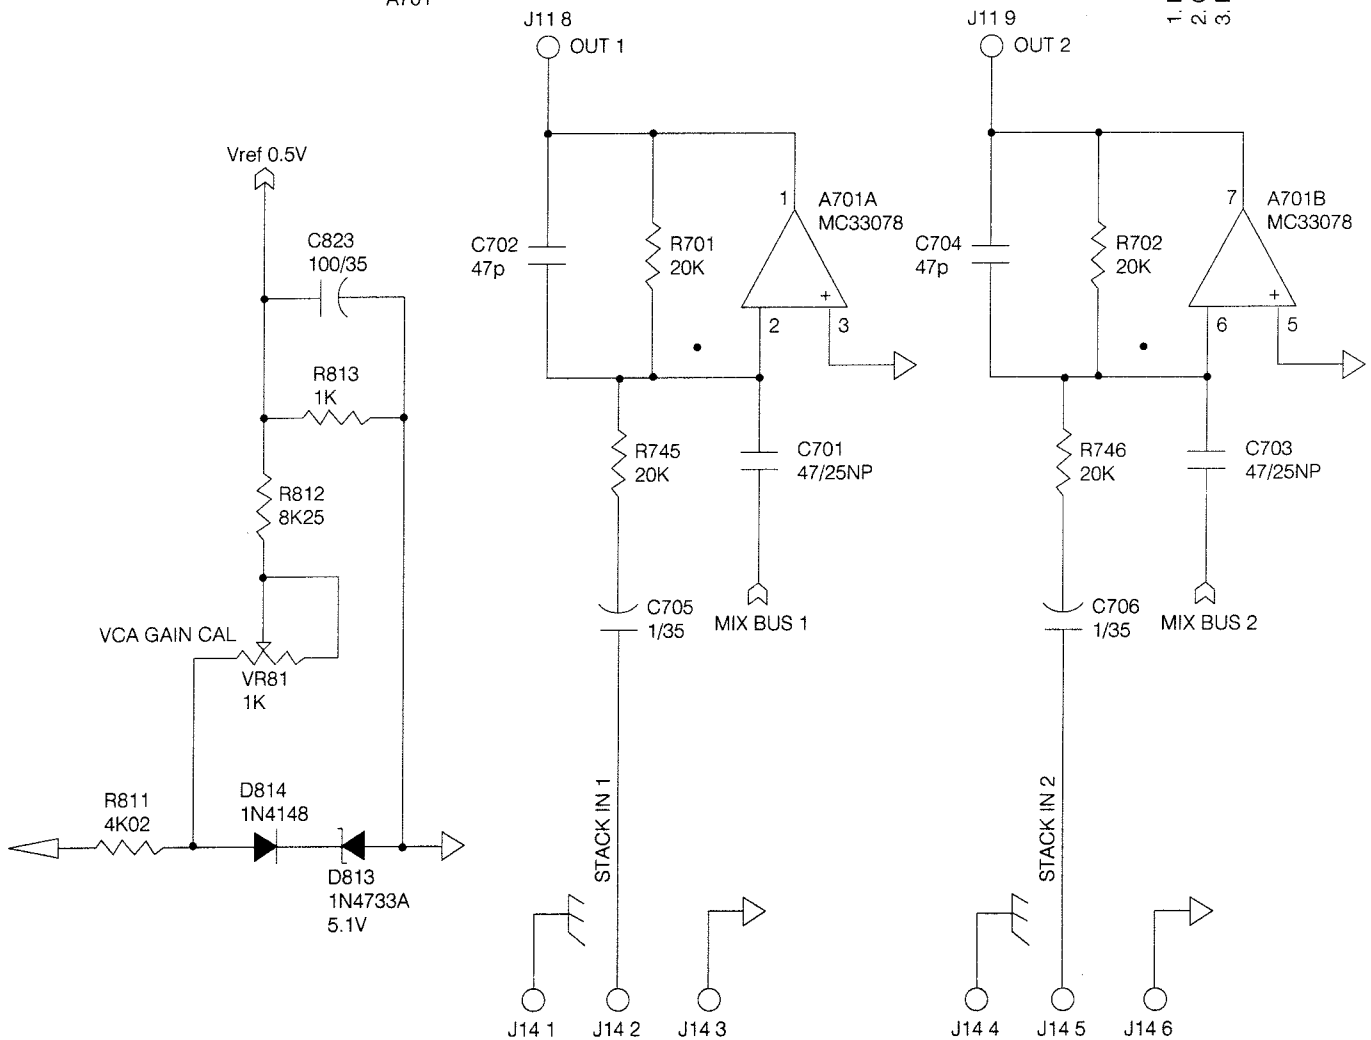 A701
J11 8
OUT 1
J11 9
OUT 2
1.
2.
3.
Vref 0.5V
C823
100/35
R813
1K
R812
8K25
VCA GAIN CAL
VR81
1K
R811
4K02
D814
1N4148
D813
1N4733A
5.1V
C702
47p
R701
20K
1
A701A
MC33078
+
2
3
R745
20K
C701
47/25NP
C705
1/35
MIX BUS 1
STACK IN 1
J14 1
J14 2
J14 3
C704
47p
R702
20K
7
A701B
MC33078
+
6
5
R746
20K
C703
47/25NP
C706
1/35
MIX BUS 2
STACK IN 2
J14 4
J14 5
J14 6